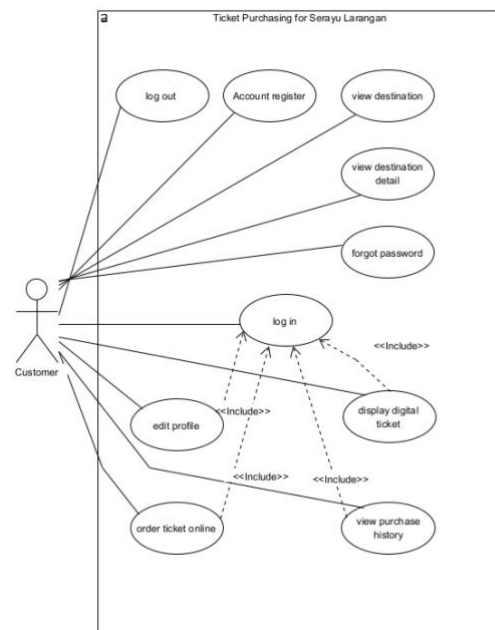 a
Ticket Purchasing for Serayu Larangan
log out
Account register
view destination
view destination
detail
forgot password
log in
<<Include>>
Customer
edit profile
<<Include>>
display digital
ticket
<<Include>>
<<Include>>
order ticket online
view purchase
history